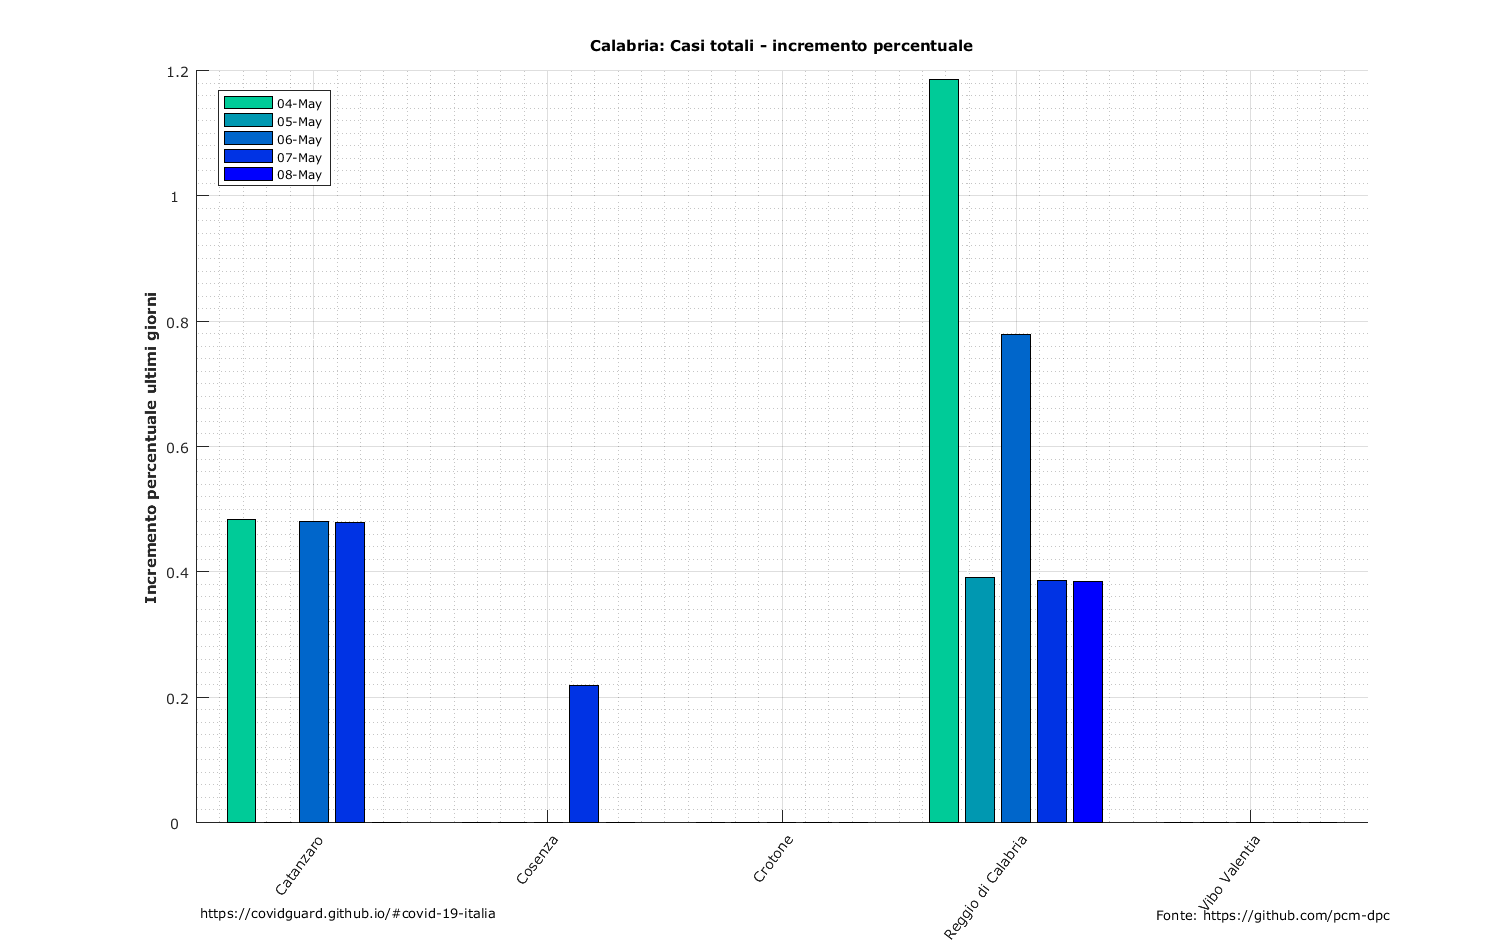 Calabria: Casi totali - incremento percentuale
1.2
1
0.8
0.6
0.4
0.2
0
Incremento percentuale ultimi giorni
04-May
05-May
06-May
07-May
08-May
Catanzaro
Cosenza
Crotone
Reggio di Calabria
Vibo Valentia
https://covidguard.github.io/#covid-19-italia
Fonte: https://github.com/pcm-dpc